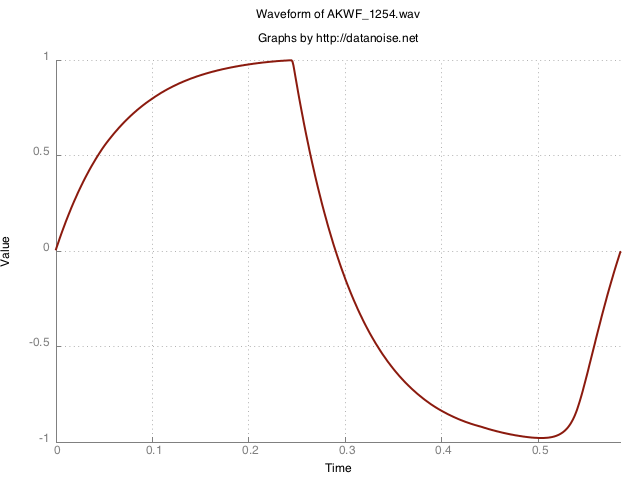 Waveform of AKWF_1254.wav
Graphs by http://datanoise.net
1
0.5
0
-0.5
-1
Value
0 0.1 0.2 0.3 0.4 0.5
Time